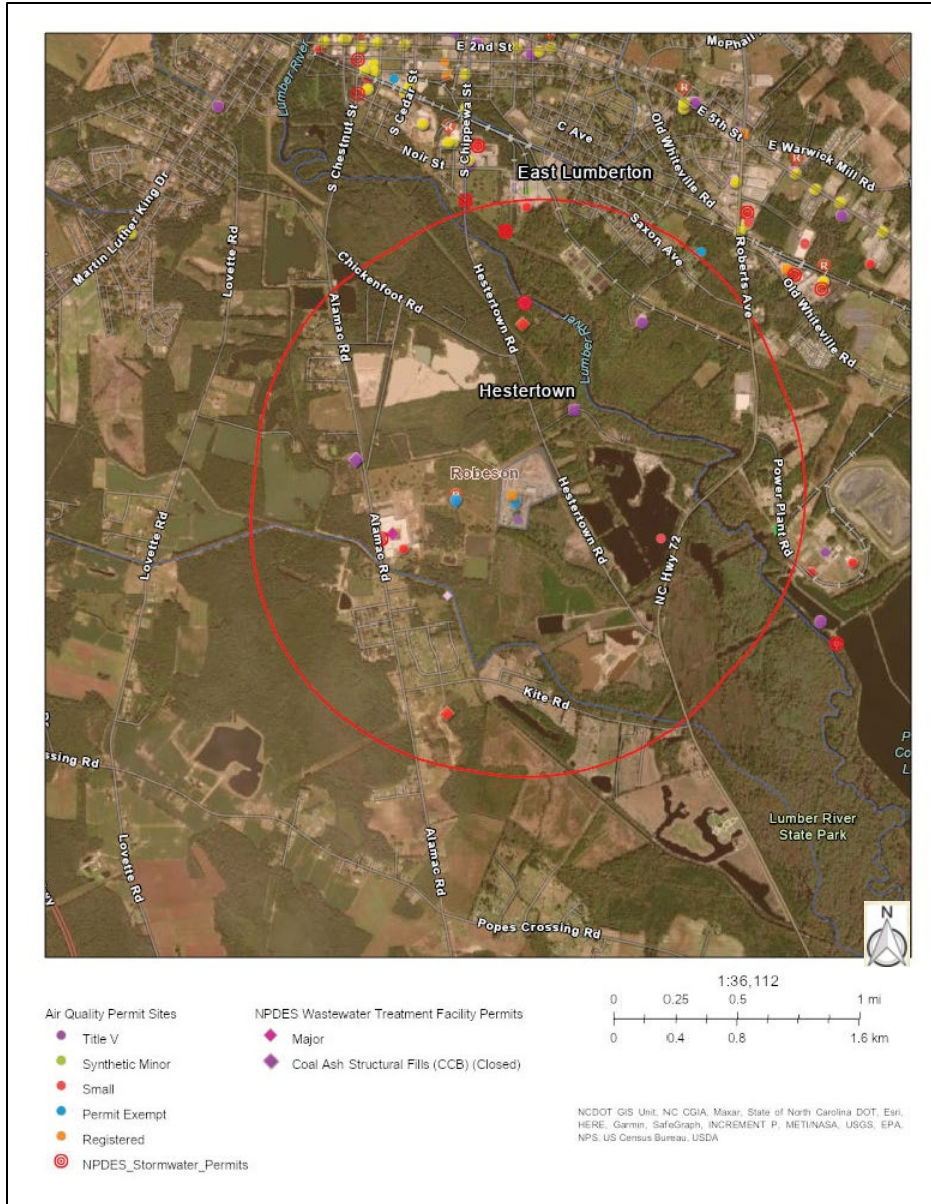 E 2nd St
McPhail
Lumber River
S Cedar St
S Chippewa St
S Chestnut St
C Ave
Old Whiteville Rd
E 5th St
E Warwick Mill Rd
Noir St
East Lumberton
Martin Luther King Dr
Lovette Rd
Saxon Ave
Chickenfoot Rd
Roberts Ave
Alamac Rd
Hestertown Rd
Lumber River
Old Whiteville Rd
Hestertown
R
R
R
R
R
Robeson
Power Plant Rd
Lovette Rd
Alamac Rd
Hestertown Rd
NC Hwy 72
Kite Rd
ssing Rd
P
Co
L
Lumber River
State Park
Lovette Rd
Alamac Rd
Popes Crossing Rd
N
1:36,112
0 0.25 0.5 1 mi
0 0.4 0.8 1.6 km
Air Quality Permit Sites
Title V
Synthetic Minor
Small
Permit Exempt
Registered
NPDES_Stormwater_Permits
NPDES Wastewater Treatment Facility Permits
Major
Coal Ash Structural Fills (CCB) (Closed)
NCDOT GIS Unit, NC CGIA, Maxar, State of North Carolina DOT, Esri,
HERE, Garmin, SafeGraph, INCREMENT P, METI/NASA, USGS, EPA,
NPS, US Census Bureau, USDA